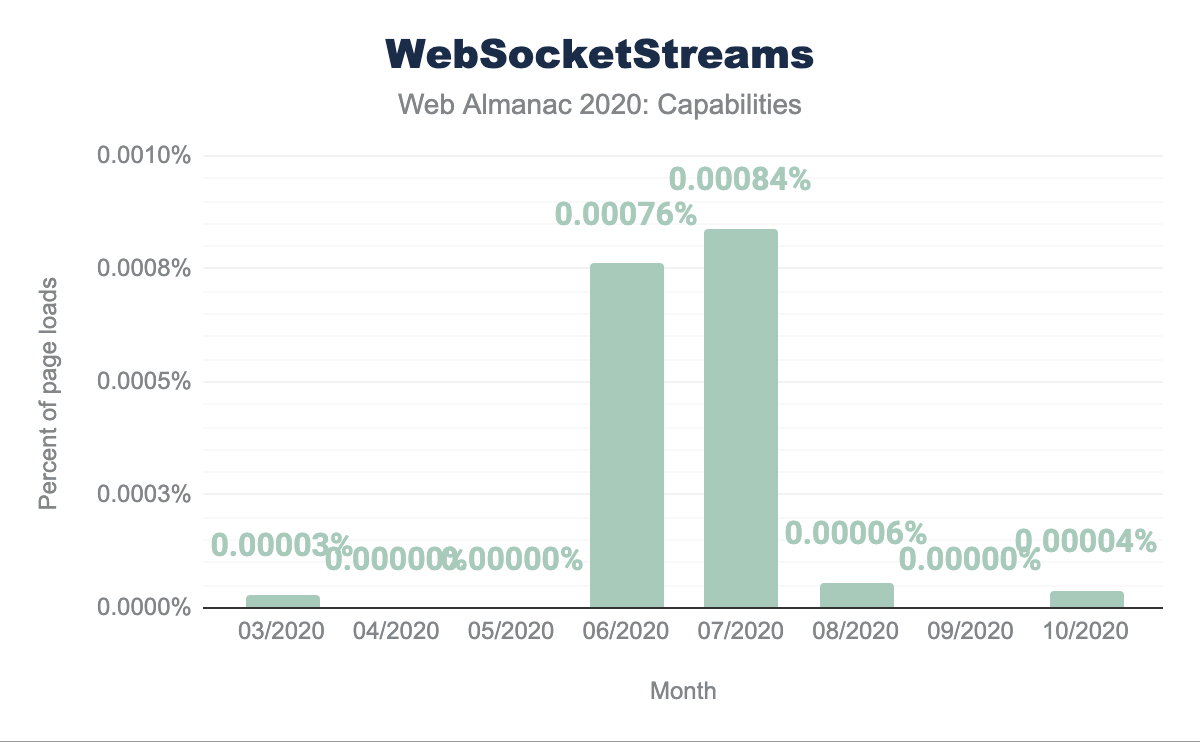 WebSocketStreams
Web Almanac 2020: Capabilities
Percent of page loads
0.0010%
0.0008%
0.0005%
0.0003%
0.0000%
0.00003%
0.00000%
0.00000%
0.00076%
0.00084%
0.00006%
0.00000%
0.00004%
03/2020 04/2020 05/2020 06/2020 07/2020 08/2020 09/2020 10/2020
Month